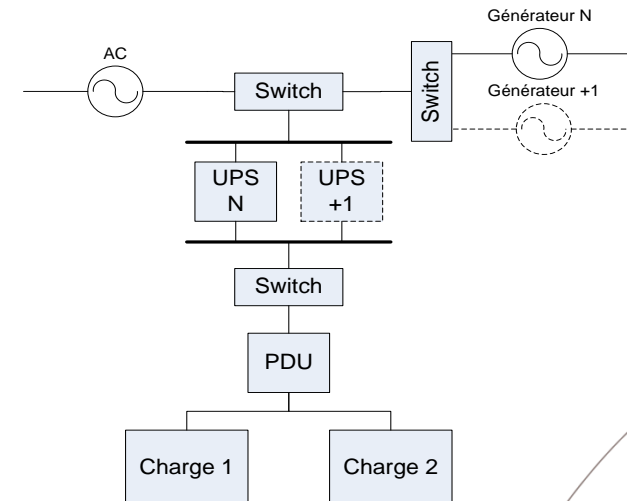 Générateur N
AC
Switch
Switch
Générateur +1
UPS
N
UPS
+1
Switch
PDU
Charge 1
Charge 2